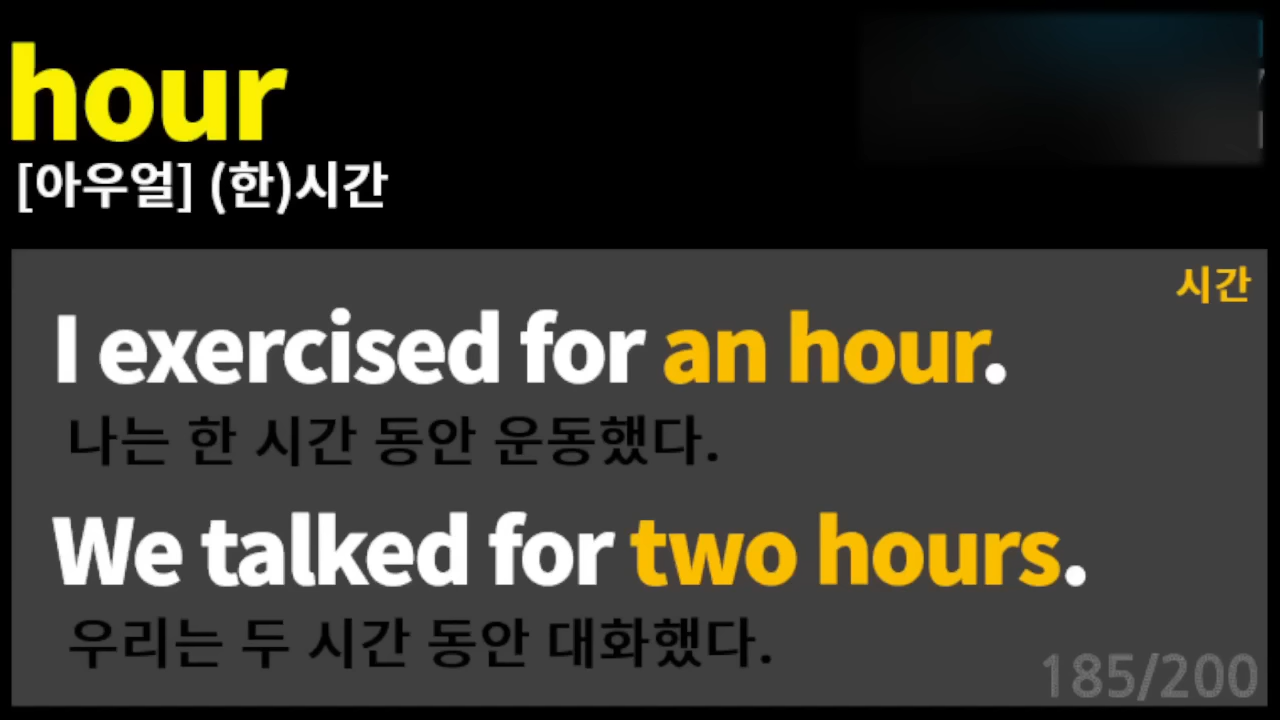 hour
[아우얼] (한)시간
시간
I exercised for an hour.
나는 한 시간 동안 운동했다.
We talked for two hours.
우리는 두 시간 동안 대화했다.
185/200